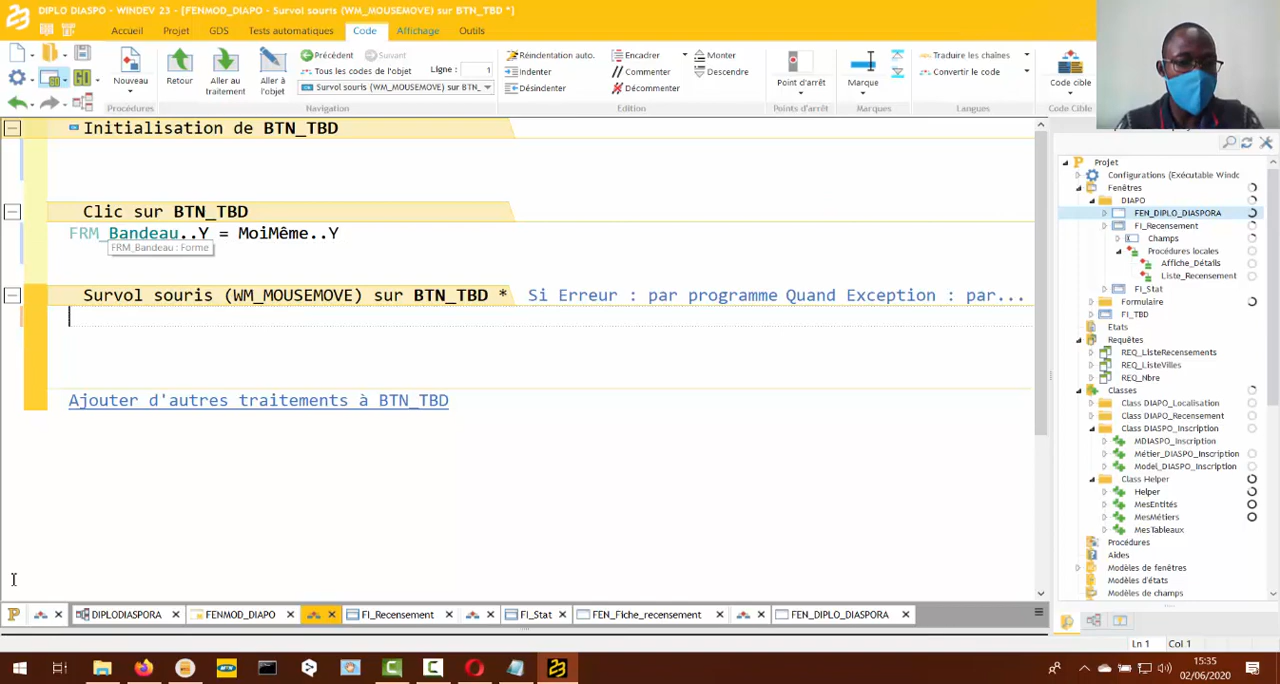 DIPLO DIASPO - WINDEV 23 - [FENMOD_DIAPO - Survol souris (WM_MOUSEMOVE) sur BTN_TBD *]
Accueil Projet GDS Tests automatiques Code Affichage Outils
Nouveau
Procédures
Retour
Aller au traitement
Aller à l'objet
Précédent Suivant
Tous les codes de l'objet Ligne : 1
Survol souris (WM_MOUSEMOVE) sur BTN_
Navigation
Réindentation auto. Encadrer Monter
Indenter Commenter Descendre
Désindenter Décommenter
Edition
Point d'arrêt
Points d'arrêt
Marque
Marques
Traduire les chaînes
Convertir le code
Langues
Code cible
Code Cible
Initialisation de BTN_TBD
Clic sur BTN_TBD
FRM_Bandeau..Y = MoiMême..Y
FRM_Bandeau : Forme
Survol souris (WM_MOUSEMOVE) sur BTN_TBD * Si Erreur : par programme Quand Exception : par...
Ajouter d'autres traitements à BTN_TBD
Projet
Configurations (Exécutable Windo
Fenêtres
DIAPO
FEN_DIPLO_DIASPORA
FI_Recensement
Champs
Procédures locales
Affiche_Détails
Liste_Recensement
FI_Stat
Formulaire
FI_TBD
Etats
Requêtes
REQ_ListeRecensements
REQ_ListeVilles
REQ_Nbre
Classes
Class DIAPO_Localisation
Class DIAPO_Recensement
Class DIASPO_Inscription
MDIASPO_Inscription
Métier_DIASPO_Inscription
Model_DIASPO_Inscription
Class Helper
Helper
MesEntités
MesMétiers
MesTableaux
Procédures
Aides
Modèles de fenêtres
Modèles d'états
Modèles de champs
DIPLODIASPORA FENMOD_DIAPO FI_Recensement FI_Stat FEN_Fiche_recensement FEN_DIPLO_DIASPORA
Ln 1 Col 1
15:35
02/06/2020